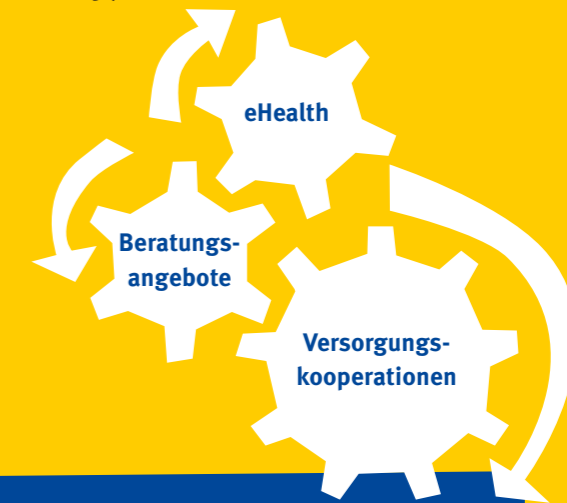 eHealth
Beratungs-
angebote
Versorgungs-
kooperationen